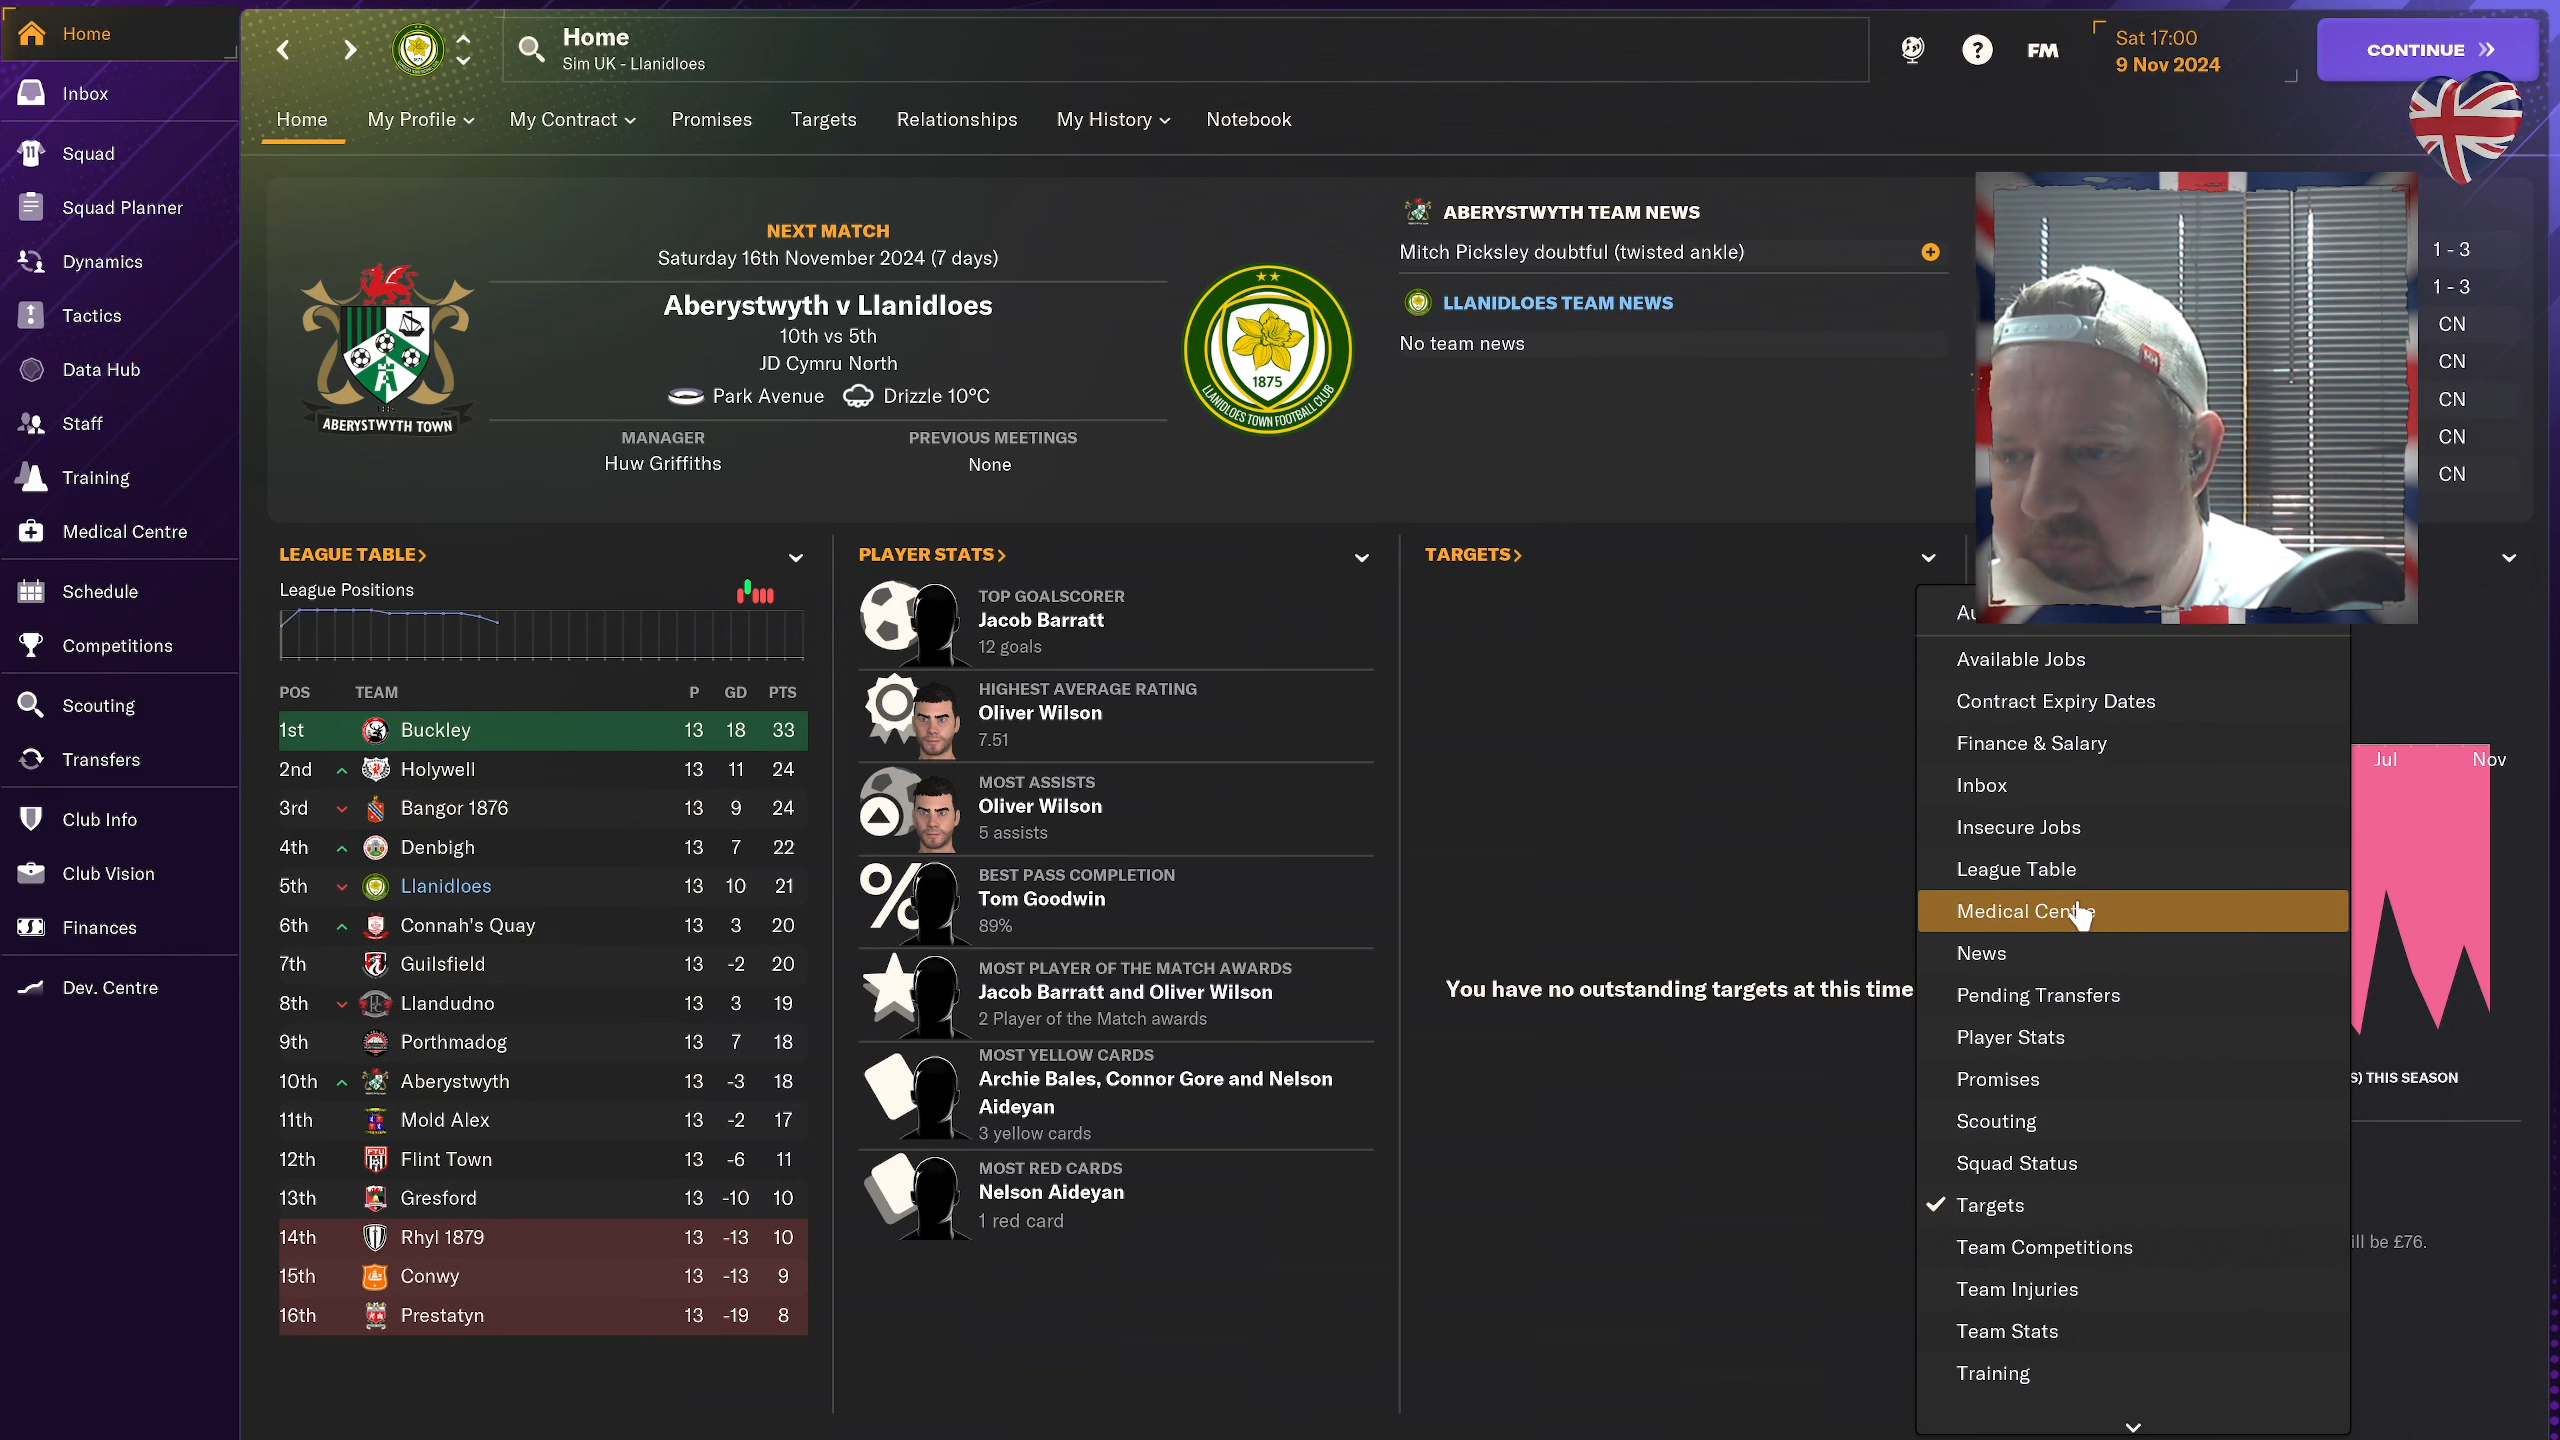 Home
Inbox
Squad
Squad Planner
Dynamics
Tactics
Data Hub
Staff
Training
Medical Centre
Schedule
Competitions
Scouting
Transfers
Club Info
Club Vision
Finances
Dev. Centre
Home
Sim UK - Llanidloes
FM
Sat 17:00
9 Nov 2024
CONTINUE
Home My Profile My Contract Promises Targets Relationships My History Notebook
NEXT MATCH
Saturday 16th November 2024 (7 days)
Aberystwyth v Llanidloes
10th vs 5th
JD Cymru North
Park Avenue Drizzle 10°C
MANAGER
Huw Griffiths
PREVIOUS MEETINGS
None
ABERYSTWYTH TOWN
1875
LLANIDLOES TOWN FOOTBALL CLUB
ABERYSTWYTH TEAM NEWS
Mitch Picksley doubtful (twisted ankle)
LLANIDLOES TEAM NEWS
No team news
1 - 3
1 - 3
CN
CN
CN
CN
CN
LEAGUE TABLE
League Positions
POS TEAM P GD PTS
1st Buckley 13 18 33
2nd Holywell 13 11 24
3rd Bangor 1876 13 9 24
4th Denbigh 13 7 22
5th Llanidloes 13 10 21
6th Connah's Quay 13 3 20
7th Guilsfield 13 -2 20
8th Llandudno 13 3 19
9th Porthmadog 13 7 18
10th Aberystwyth 13 -3 18
11th Mold Alex 13 -2 17
12th Flint Town 13 -6 11
13th Gresford 13 -10 10
14th Rhyl 1879 13 -13 10
15th Conwy 13 -13 9
16th Prestatyn 13 -19 8
PLAYER STATS
TOP GOALSCORER
Jacob Barratt
12 goals
HIGHEST AVERAGE RATING
Oliver Wilson
7.51
MOST ASSISTS
Oliver Wilson
5 assists
BEST PASS COMPLETION
Tom Goodwin
89%
MOST PLAYER OF THE MATCH AWARDS
Jacob Barratt and Oliver Wilson
2 Player of the Match awards
MOST YELLOW CARDS
Archie Bales, Connor Gore and Nelson
Aideyan
3 yellow cards
MOST RED CARDS
Nelson Aideyan
1 red card
TARGETS
You have no outstanding targets at this time
Available Jobs
Contract Expiry Dates
Finance & Salary
Inbox
Insecure Jobs
League Table
Medical Centre
News
Pending Transfers
Player Stats
Promises
Scouting
Squad Status
Targets
Team Competitions
Team Injuries
Team Stats
Training
Jul Nov
S) THIS SEASON
ill be £76.